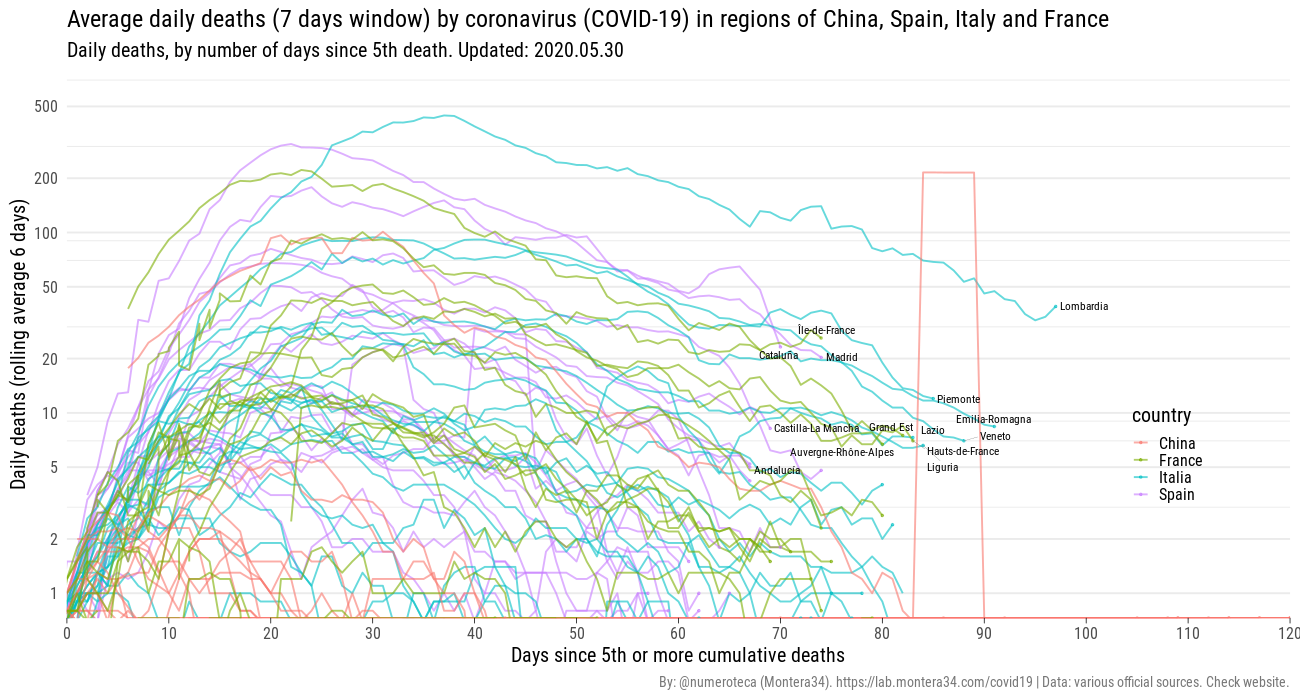 Average daily deaths (7 days window) by coronavirus (COVID-19) in regions of China, Spain, Italy and France
Daily deaths, by number of days since 5th death. Updated: 2020.05.30
Daily deaths (rolling average 6 days)
500
200
100
50
20
10
5
2
1
Lombardia
Île-de-France
Cataluña
Madrid
Piemonte
Emilia-Romagna
Castilla-La Mancha
Grand Est
Lazio
Veneto
Auvergne-Rhône-Alpes
Hauts-de-France
Andalucía
Liguria
country
China
France
Italia
Spain
0 10 20 30 40 50 60 70 80 90 100 110 120
Days since 5th or more cumulative deaths
By: @numeroteca (Montera34). https://lab.montera34.com/covid19 | Data: various official sources. Check website.